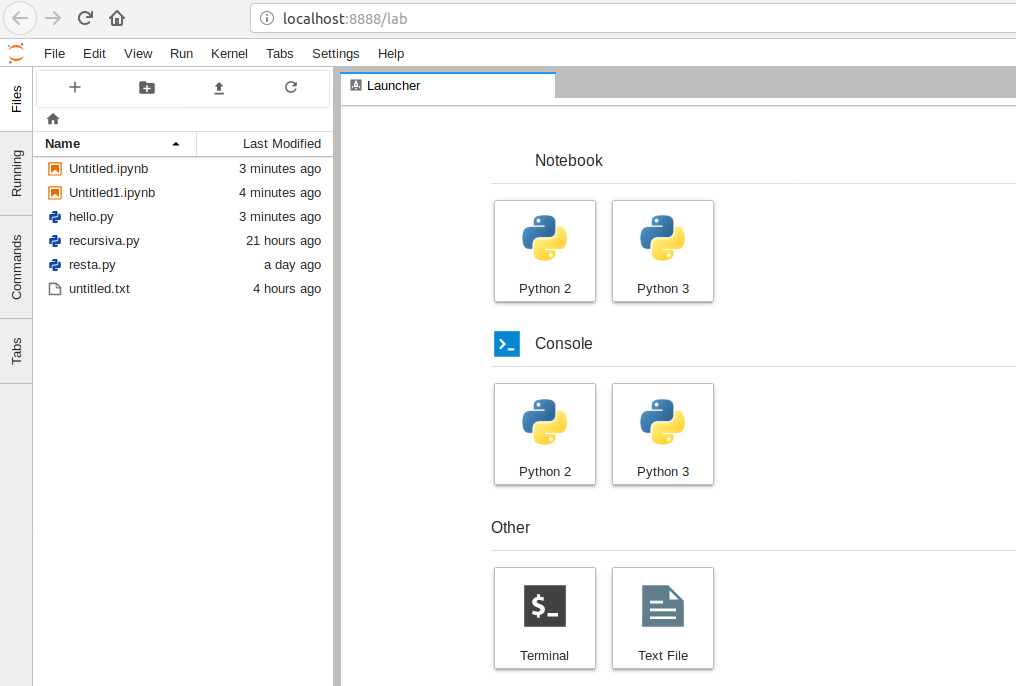 localhost:8888/lab
File Edit View Run Kernel Tabs Settings Help
Files
Running
Commands
Tabs
Name Last Modified
Untitled.ipynb 3 minutes ago
Untitled1.ipynb 4 minutes ago
hello.py 3 minutes ago
recursiva.py 21 hours ago
resta.py a day ago
untitled.txt 4 hours ago
Launcher
Notebook
Python 2 Python 3
Console
Python 2 Python 3
Other
$_
Terminal Text File